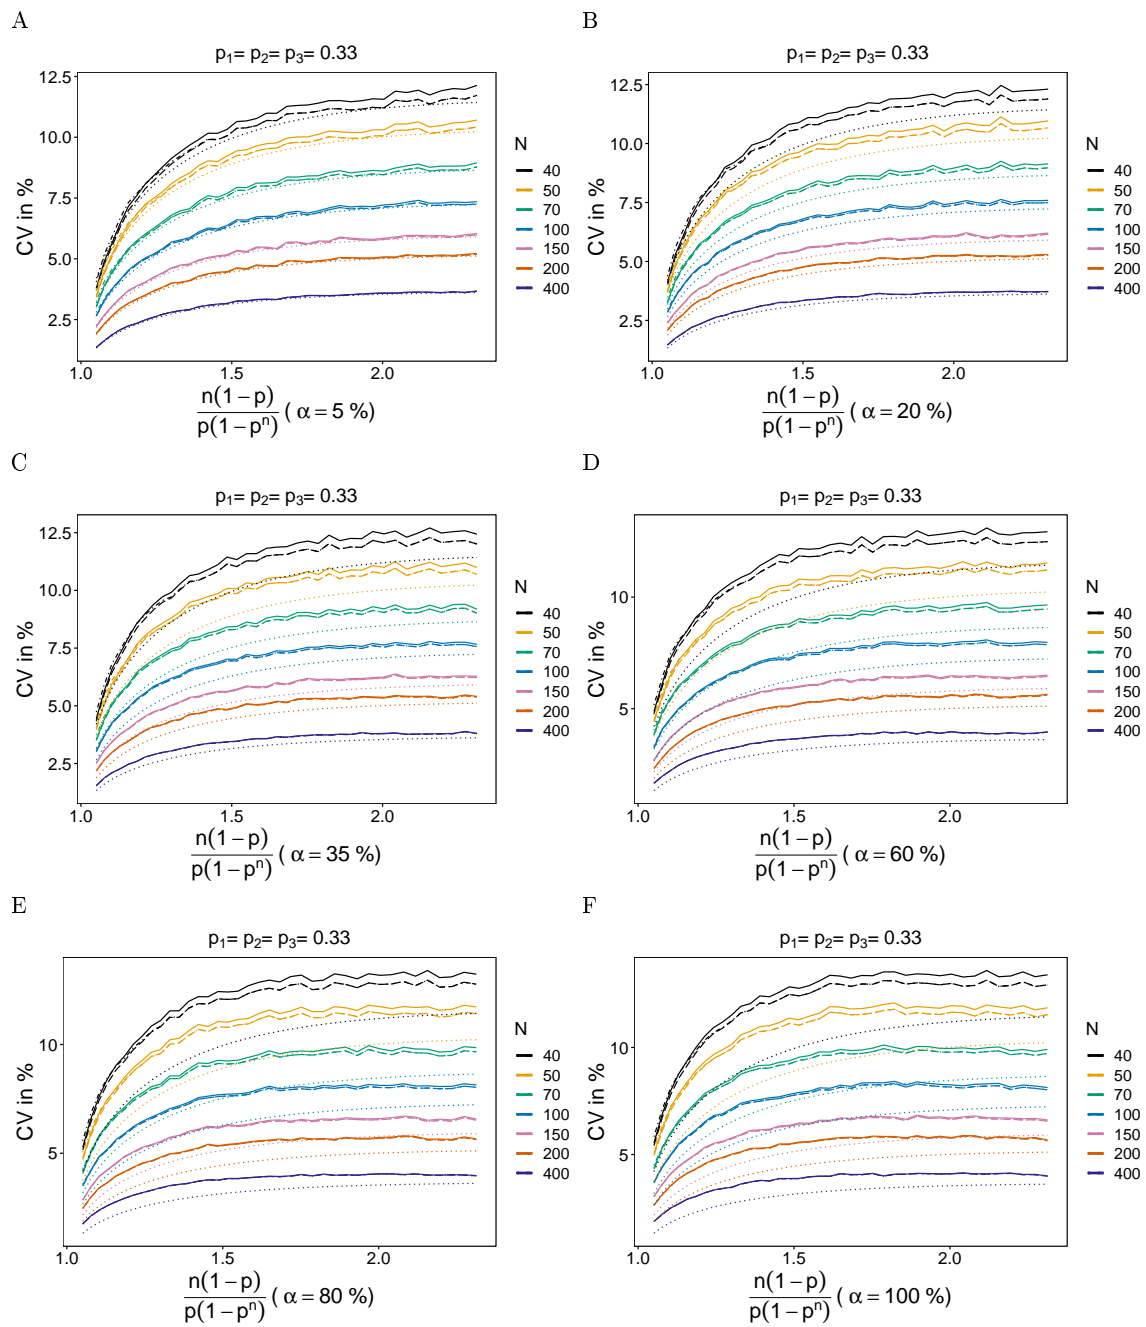 A
p1= p2= p3= 0.33
12.5
10.0
7.5
5.0
2.5
CV in %
1.0 1.5 2.0
n(1−p)
p(1−pⁿ) ( α = 5 %)
N
40
50
70
100
150
200
400
B
p1= p2= p3= 0.33
12.5
10.0
7.5
5.0
2.5
CV in %
1.0 1.5 2.0
n(1−p)
p(1−pⁿ) ( α = 20 %)
N
40
50
70
100
150
200
400
C
p1= p2= p3= 0.33
12.5
10.0
7.5
5.0
2.5
CV in %
1.0 1.5 2.0
n(1−p)
p(1−pⁿ) ( α = 35 %)
N
40
50
70
100
150
200
400
D
p1= p2= p3= 0.33
10
5
CV in %
1.0 1.5 2.0
n(1−p)
p(1−pⁿ) ( α = 60 %)
N
40
50
70
100
150
200
400
E
p1= p2= p3= 0.33
10
5
CV in %
1.0 1.5 2.0
n(1−p)
p(1−pⁿ) ( α = 80 %)
N
40
50
70
100
150
200
400
F
p1= p2= p3= 0.33
10
5
CV in %
1.0 1.5 2.0
n(1−p)
p(1−pⁿ) ( α = 100 %)
N
40
50
70
100
150
200
400